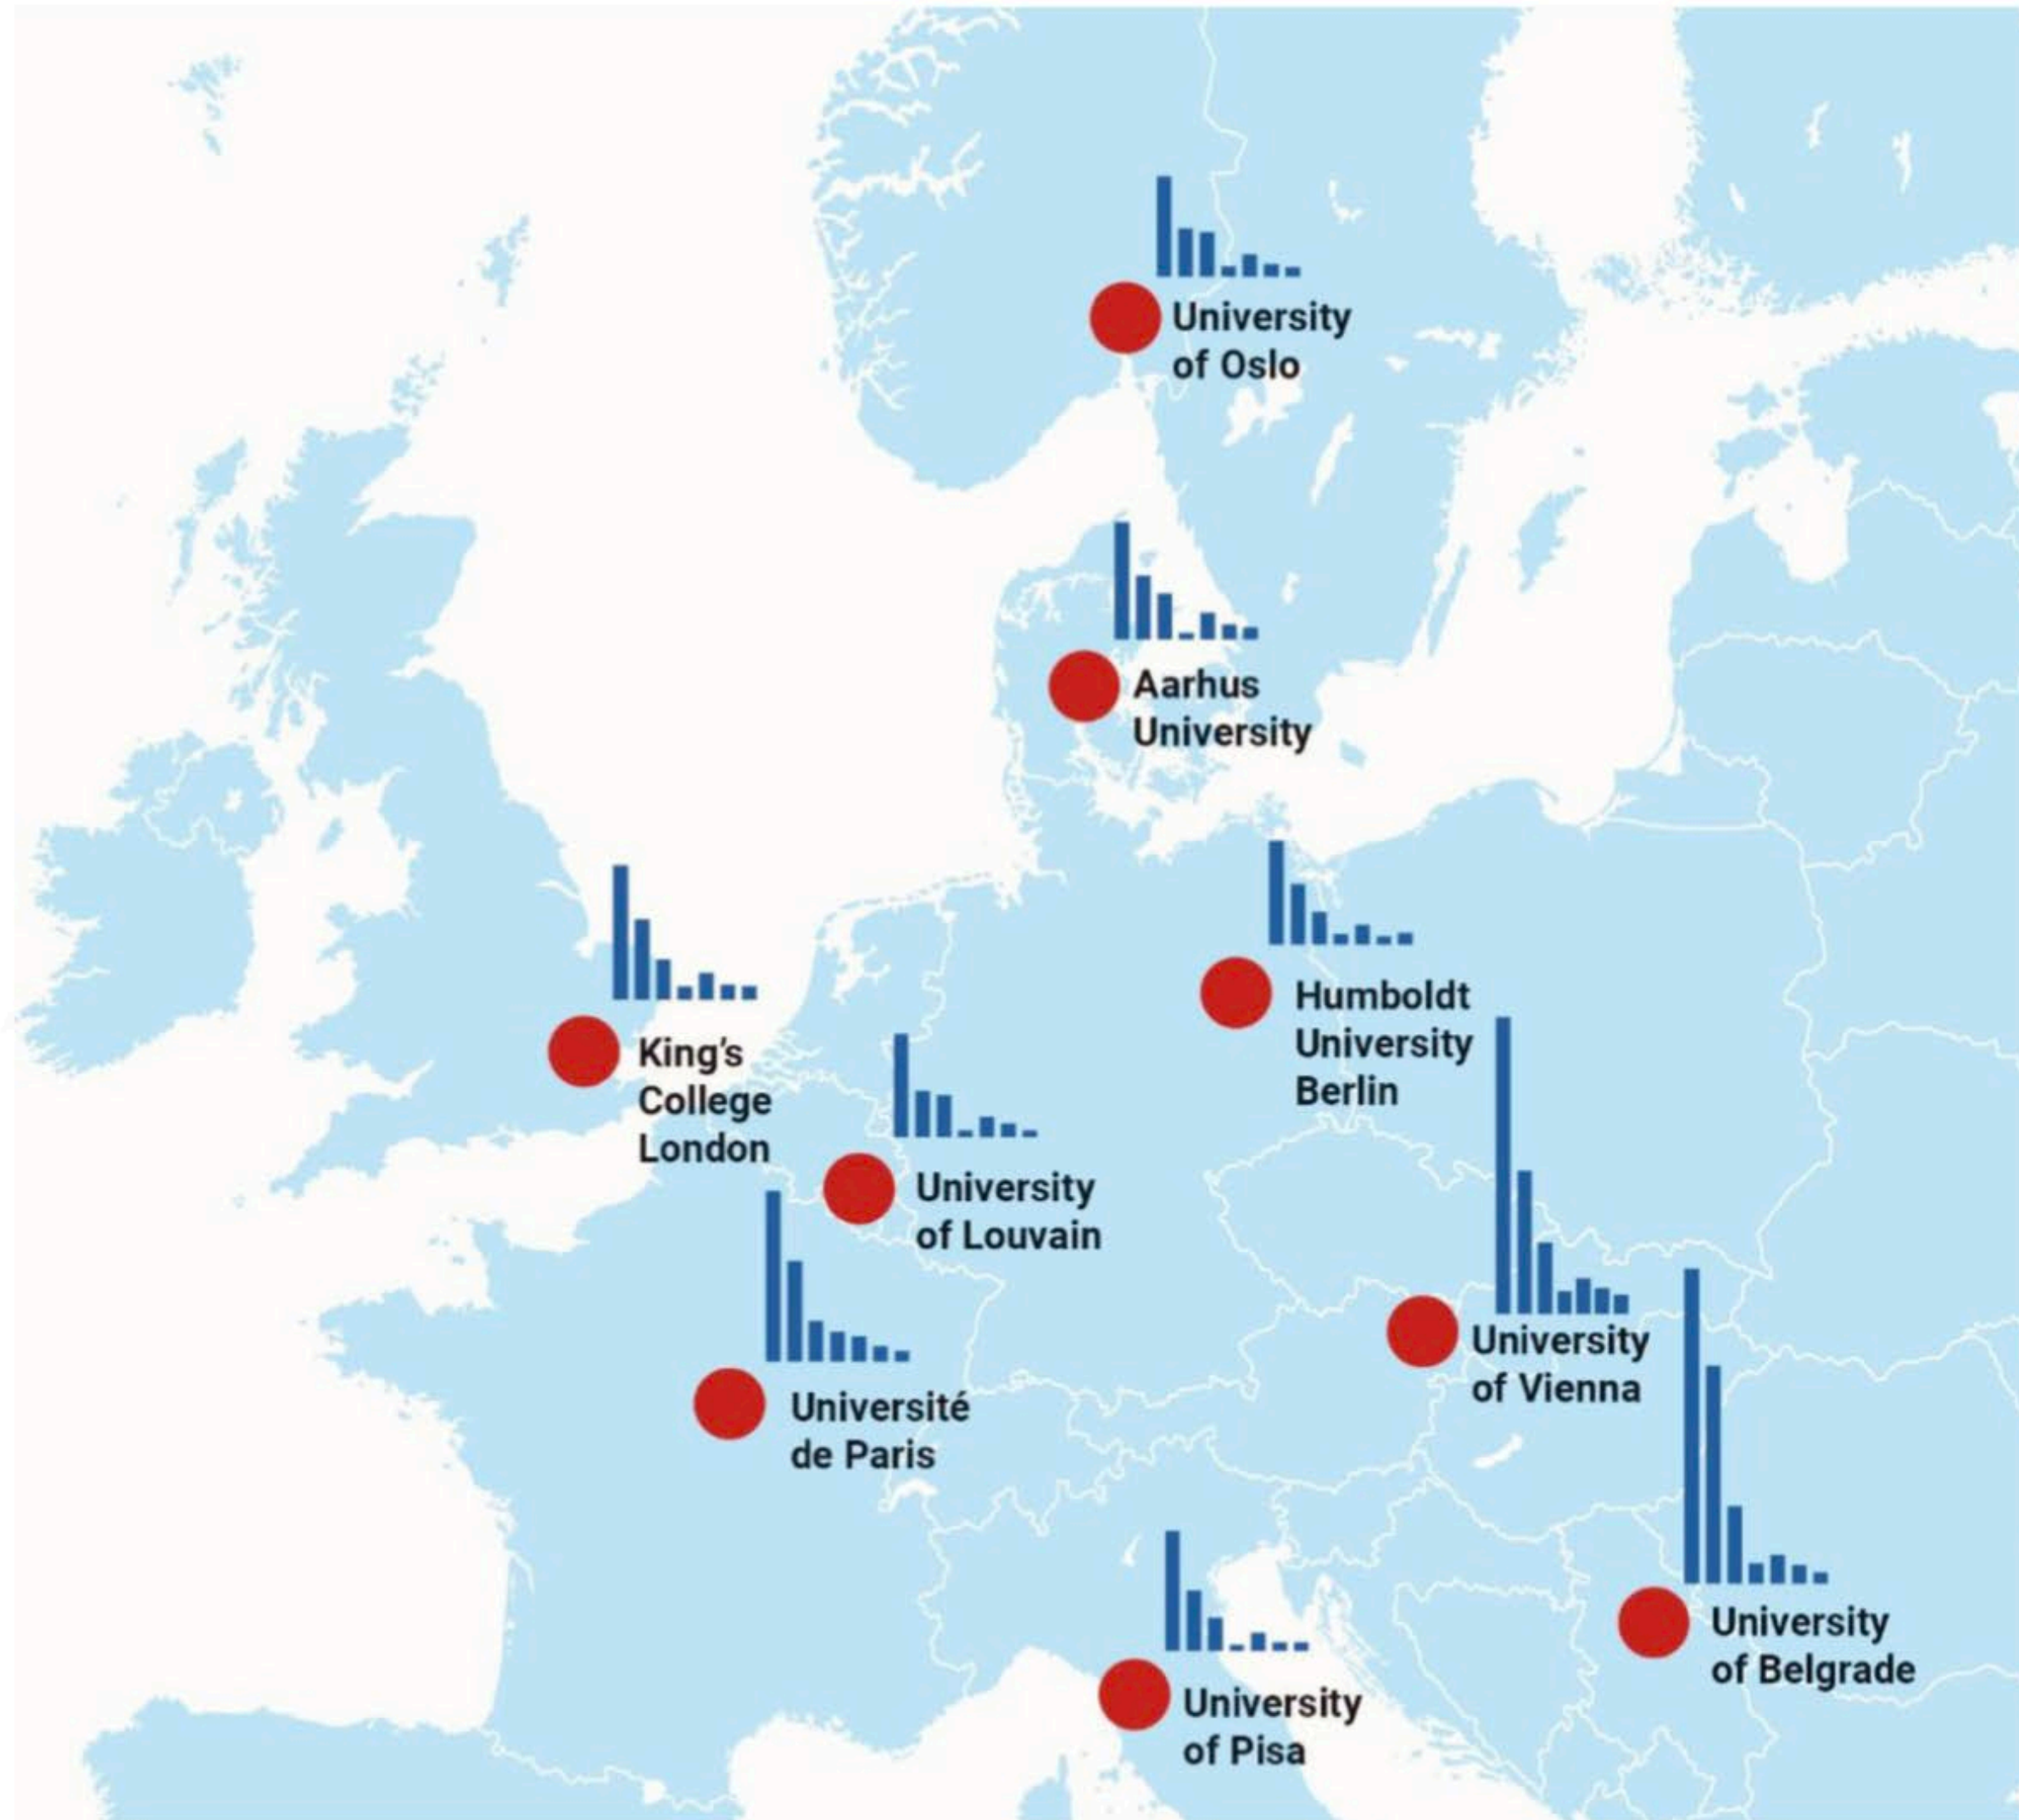 University
of Oslo
Aarhus
University
Humboldt
University
Berlin
King’s
College
London
University
of Louvain
University
of Vienna
Université
de Paris
University
of Belgrade
University
of Pisa